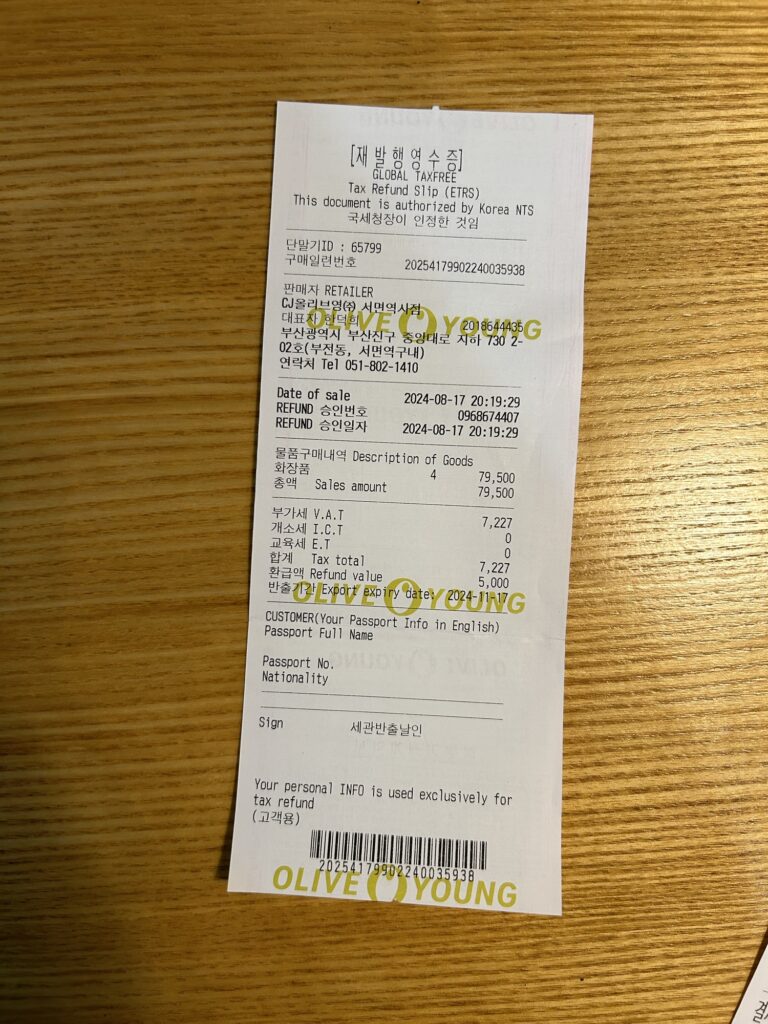 [재발행영수증]
GLOBAL TAXFREE
Tax Refund Slip (ETRS)
This document is authorized by Korea NTS
국세청장이 인정한 것임
단말기ID : 65799
구매일련번호 20254179902240035938
판매자 RETAILER
CJ올리브영㈜ 서면역사점
대표자 한덕희 2018644435
OLIVE YOUNG
부산광역시 부산진구 중앙대로 지하 730 2-
02호(부전동, 서면역구내)
연락처 Tel 051-802-1410
Date of sale 2024-08-17 20:19:29
REFUND 승인번호 0968674407
REFUND 승인일자 2024-08-17 20:19:29
물품구매내역 Description of Goods
화장품 4 79,500
총액 Sales amount 79,500
부가세 V.A.T 7,227
개소세 I.C.T 0
교육세 E.T 0
합계 Tax total 7,227
환급액 Refund value 5,000
반출기간 Export expiry date: 2024-11-17
OLIVE YOUNG
CUSTOMER(Your Passport Info in English)
Passport Full Name
Passport No.
Nationality
Sign 세관반출날인
Your personal INFO is used exclusively for
tax refund
(고객용)
20254179902240035938
OLIVE YOUNG